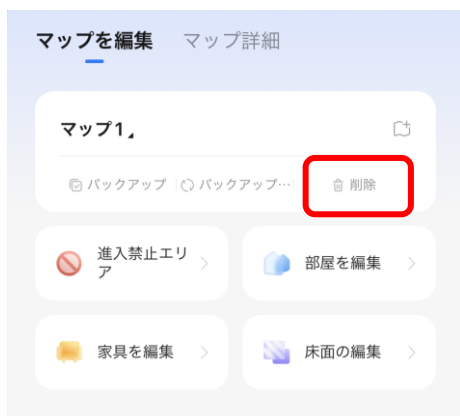 マップを編集 マップ詳細
マップ1
バックアップ バックアップ… 削除
進入禁止エリ
ア
部屋を編集
家具を編集
床面の編集